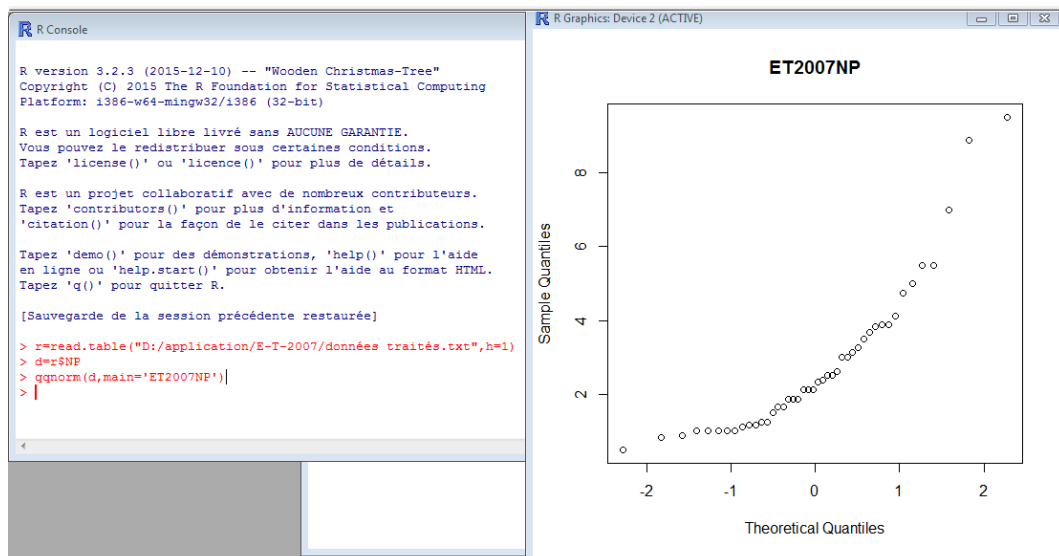 R Console
R version 3.2.3 (2015-12-10) -- "Wooden Christmas-Tree"
Copyright (C) 2015 The R Foundation for Statistical Computing
Platform: i386-w64-mingw32/i386 (32-bit)
R est un logiciel libre livré sans AUCUNE GARANTIE.
Vous pouvez le redistribuer sous certaines conditions.
Tapez 'license()' ou 'licence()' pour plus de détails.
R est un projet collaboratif avec de nombreux contributeurs.
Tapez 'contributors()' pour plus d'information et
'citation()' pour la façon de le citer dans les publications.
Tapez 'demo()' pour des démonstrations, 'help()' pour l'aide
en ligne ou 'help.start()' pour obtenir l'aide au format HTML.
Tapez 'q()' pour quitter R.
[Sauvegarde de la session précédente restaurée]
> r=read.table("D:/application/E-T-2007/données traités.txt",h=1)
> d=r$NP
> qqnorm(d,main='ET2007NP')
>
R Graphics: Device 2 (ACTIVE)
ET2007NP
Sample Quantiles
8
6
4
2
-2 -1 0 1 2
Theoretical Quantiles